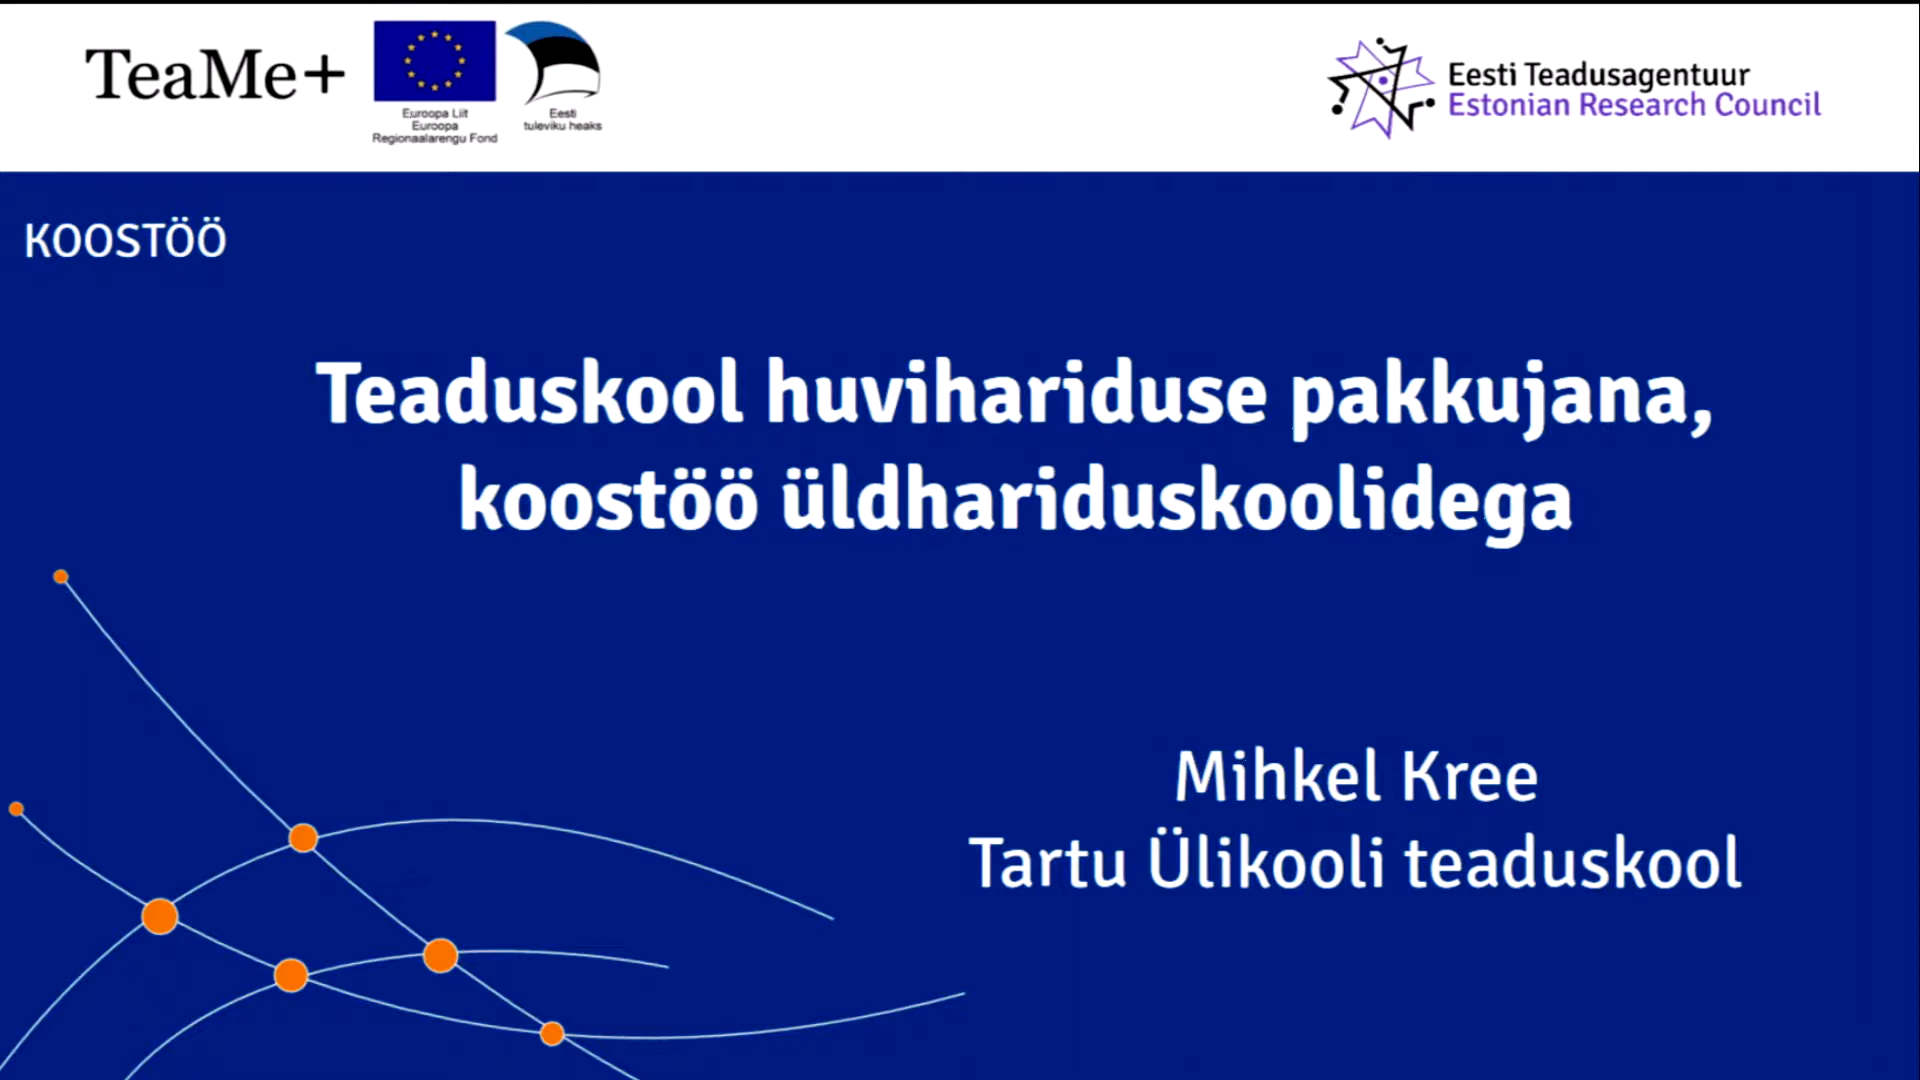 TeaMe+
Euroopa Liit
Euroopa
Regionaalarengu Fond
Eesti
tuleviku heaks
Eesti Teadusagentuur
Estonian Research Council
KOOSTÖÖ
Teaduskool huvihariduse pakkujana,
koostöö üldhariduskoolidega
Mihkel Kree
Tartu Ülikooli teaduskool